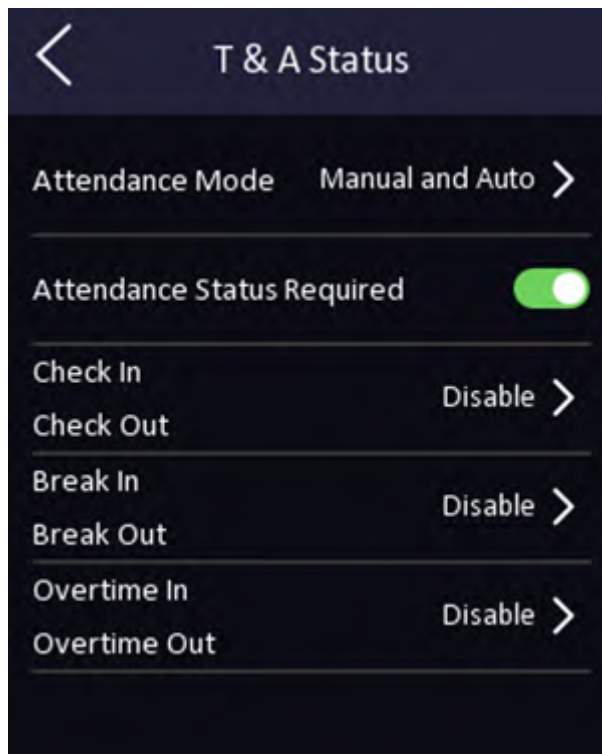 T & A Status
Attendance Mode Manual and Auto
Attendance Status Required
Check In
Check Out
Disable
Break In
Break Out
Disable
Overtime In
Overtime Out
Disable